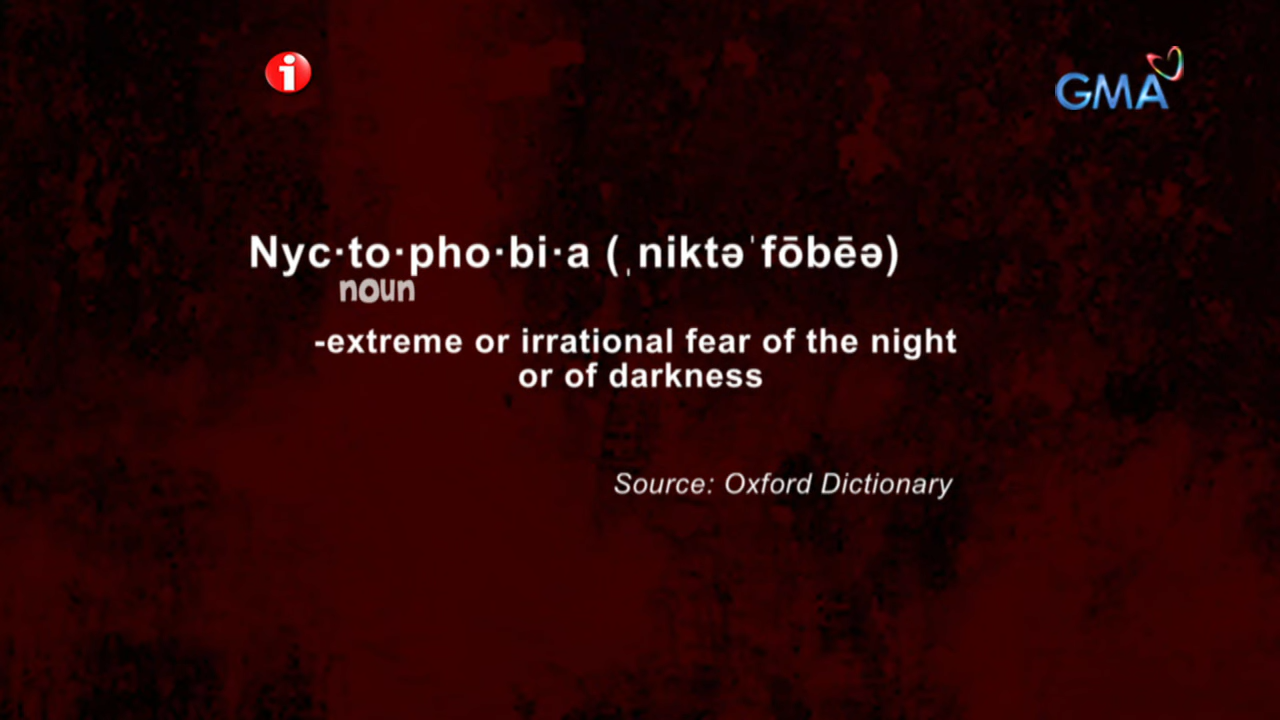 i
GMA
Nyc·to·pho·bi·a (ˌniktəˈfōbēə)
noun
-extreme or irrational fear of the night
or of darkness
Source: Oxford Dictionary